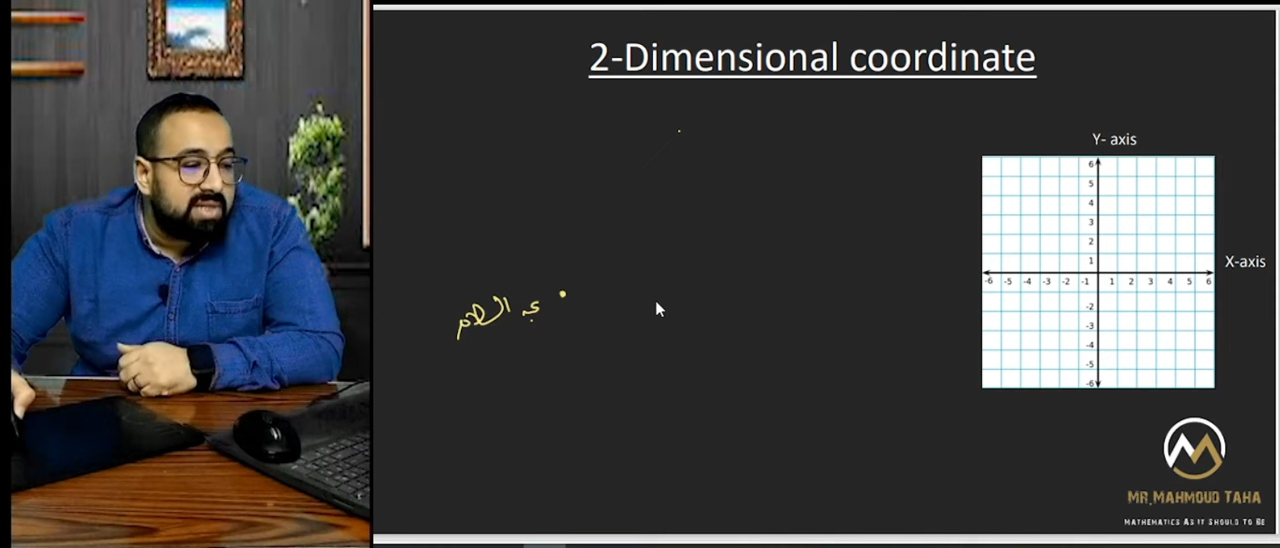 2-Dimensional coordinate
Y- axis
6
5
4
3
2
1
-6 -5 -4 -3 -2 -1 1 2 3 4 5 6
X-axis
-2
-3
-4
-5
-6
MR.MAHMOUD TAHA
MATHEMATICS AS IT SHOULD TO BE